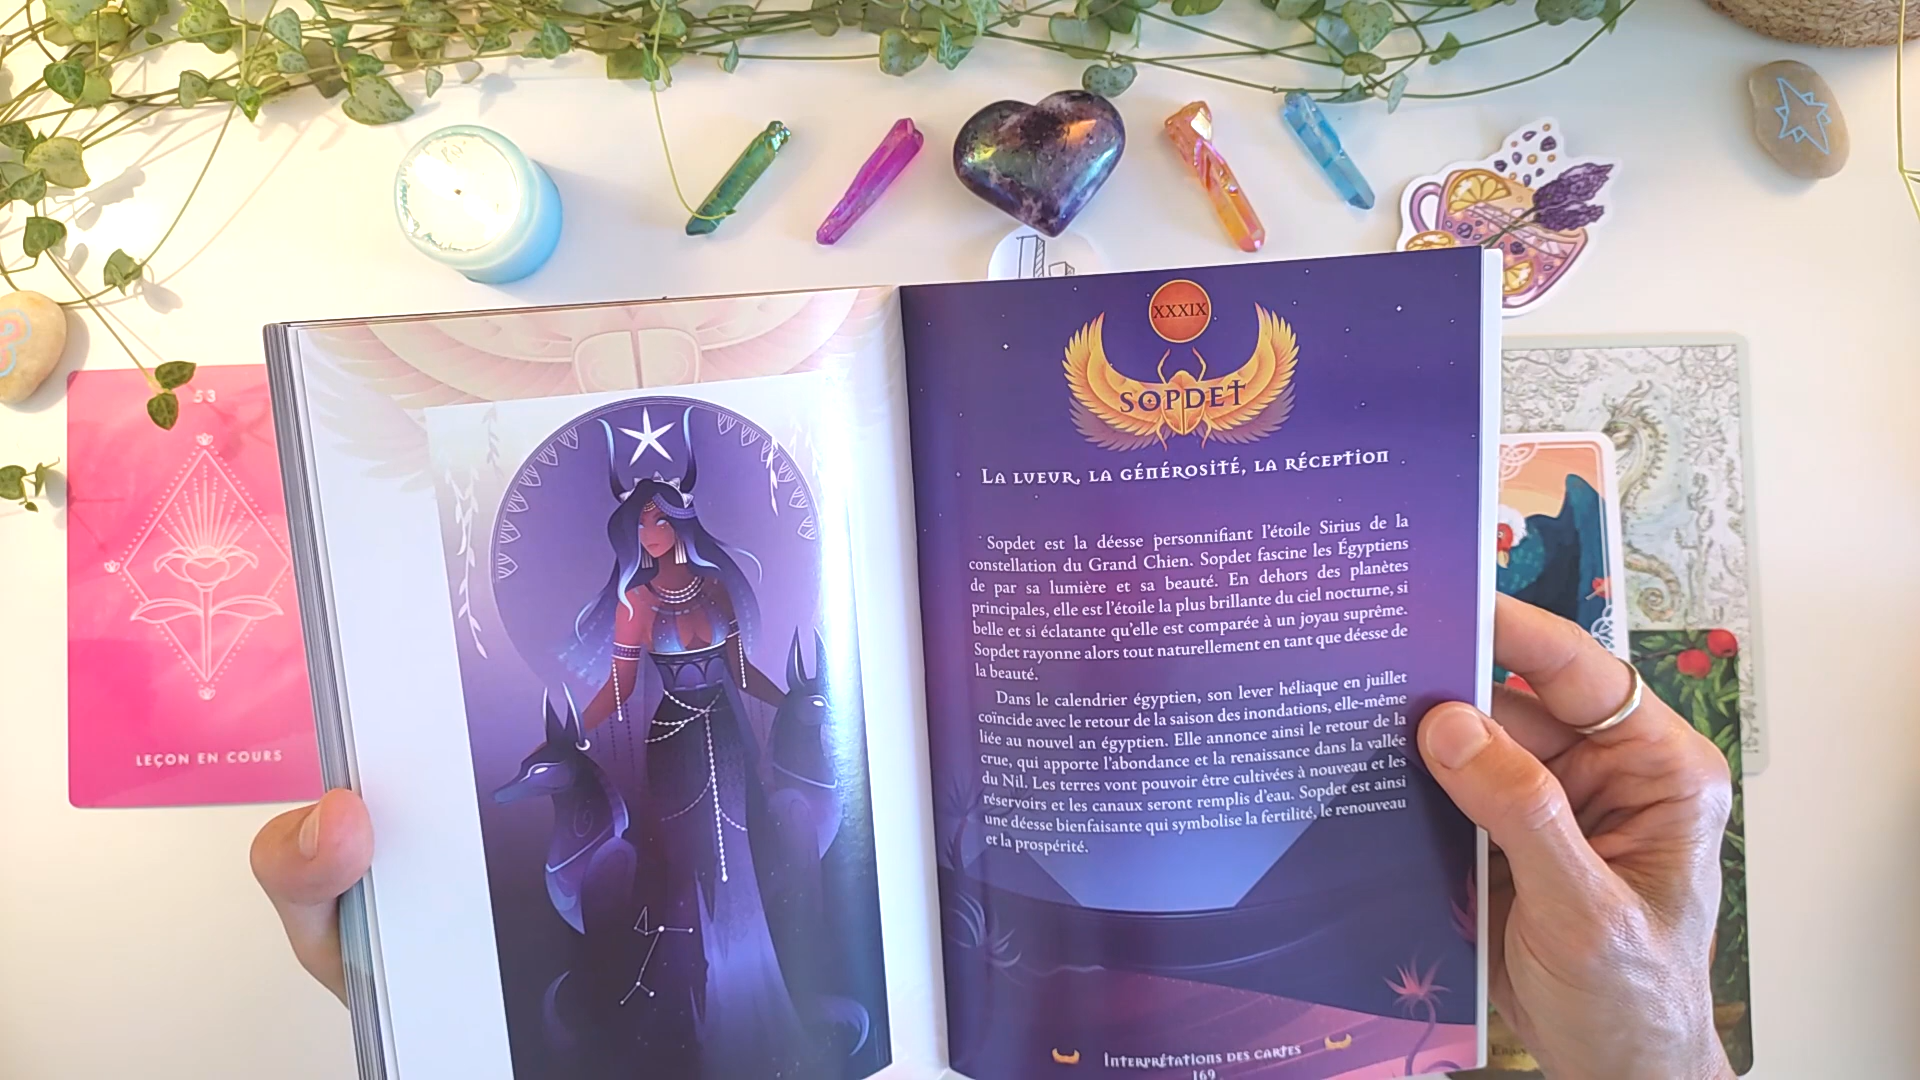 53
LEÇON EN COURS
XXXIX
SOPDET
La lueur, la générosité, la réception
Sopdet est la déesse personnifiant l'étoile Sirius de la
constellation du Grand Chien. Sopdet fascine les Égyptiens
de par sa lumière et sa beauté. En dehors des planètes
principales, elle est l'étoile la plus brillante du ciel nocturne, si
belle et si éclatante qu'elle est comparée à un joyau suprême.
Sopdet rayonne alors tout naturellement en tant que déesse de
la beauté.
Dans le calendrier égyptien, son lever héliaque en juillet
coïncide avec le retour de la saison des inondations, elle-même
liée au nouvel an égyptien. Elle annonce ainsi le retour de la
crue, qui apporte l'abondance et la renaissance dans la vallée
du Nil. Les terres vont pouvoir être cultivées à nouveau et les
réservoirs et les canaux seront remplis d'eau. Sopdet est ainsi
une déesse bienfaisante qui symbolise la fertilité, le renouveau
et la prospérité.
Interprétations des cartes
169